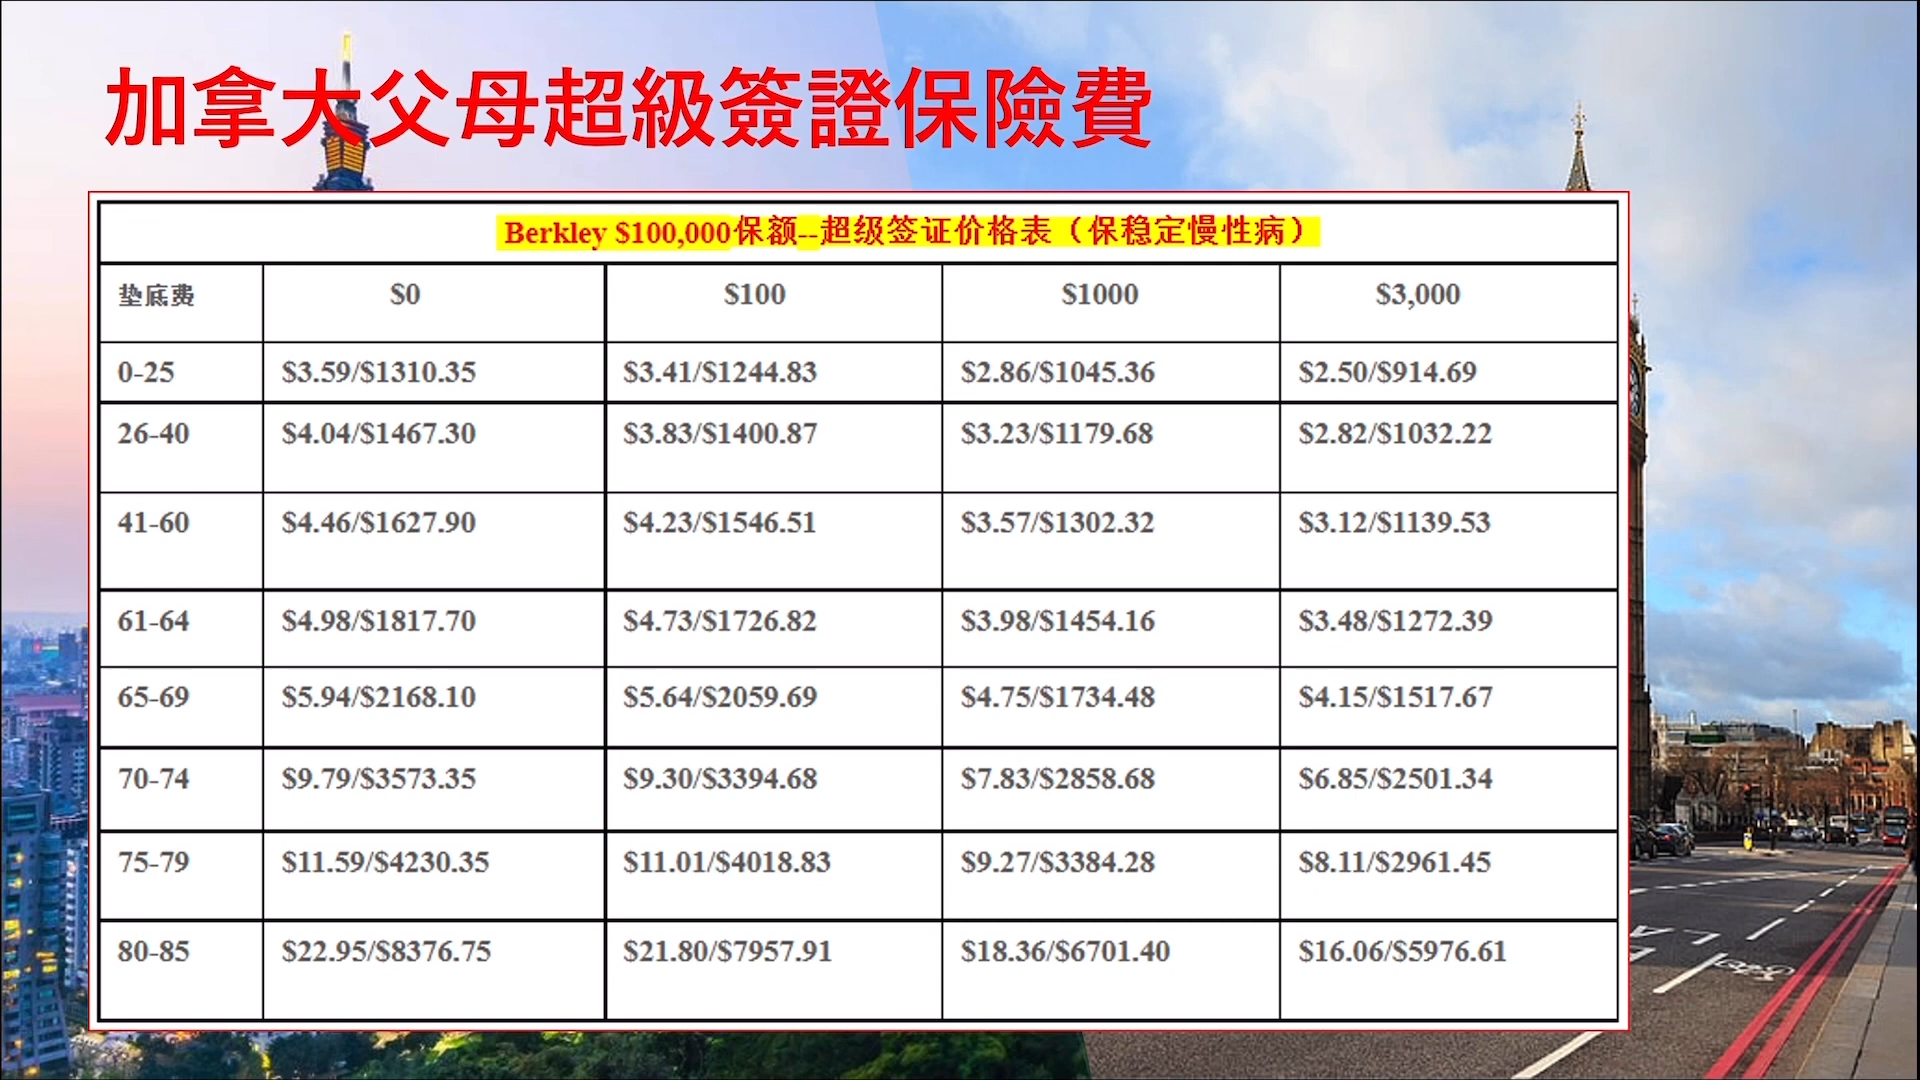 加拿大父母超級簽證保險費
Berkley $100,000保额--超级签证价格表（保稳定慢性病）
垫底费 $0 $100 $1000 $3,000
0-25 $3.59/$1310.35 $3.41/$1244.83 $2.86/$1045.36 $2.50/$914.69
26-40 $4.04/$1467.30 $3.83/$1400.87 $3.23/$1179.68 $2.82/$1032.22
41-60 $4.46/$1627.90 $4.23/$1546.51 $3.57/$1302.32 $3.12/$1139.53
61-64 $4.98/$1817.70 $4.73/$1726.82 $3.98/$1454.16 $3.48/$1272.39
65-69 $5.94/$2168.10 $5.64/$2059.69 $4.75/$1734.48 $4.15/$1517.67
70-74 $9.79/$3573.35 $9.30/$3394.68 $7.83/$2858.68 $6.85/$2501.34
75-79 $11.59/$4230.35 $11.01/$4018.83 $9.27/$3384.28 $8.11/$2961.45
80-85 $22.95/$8376.75 $21.80/$7957.91 $18.36/$6701.40 $16.06/$5976.61